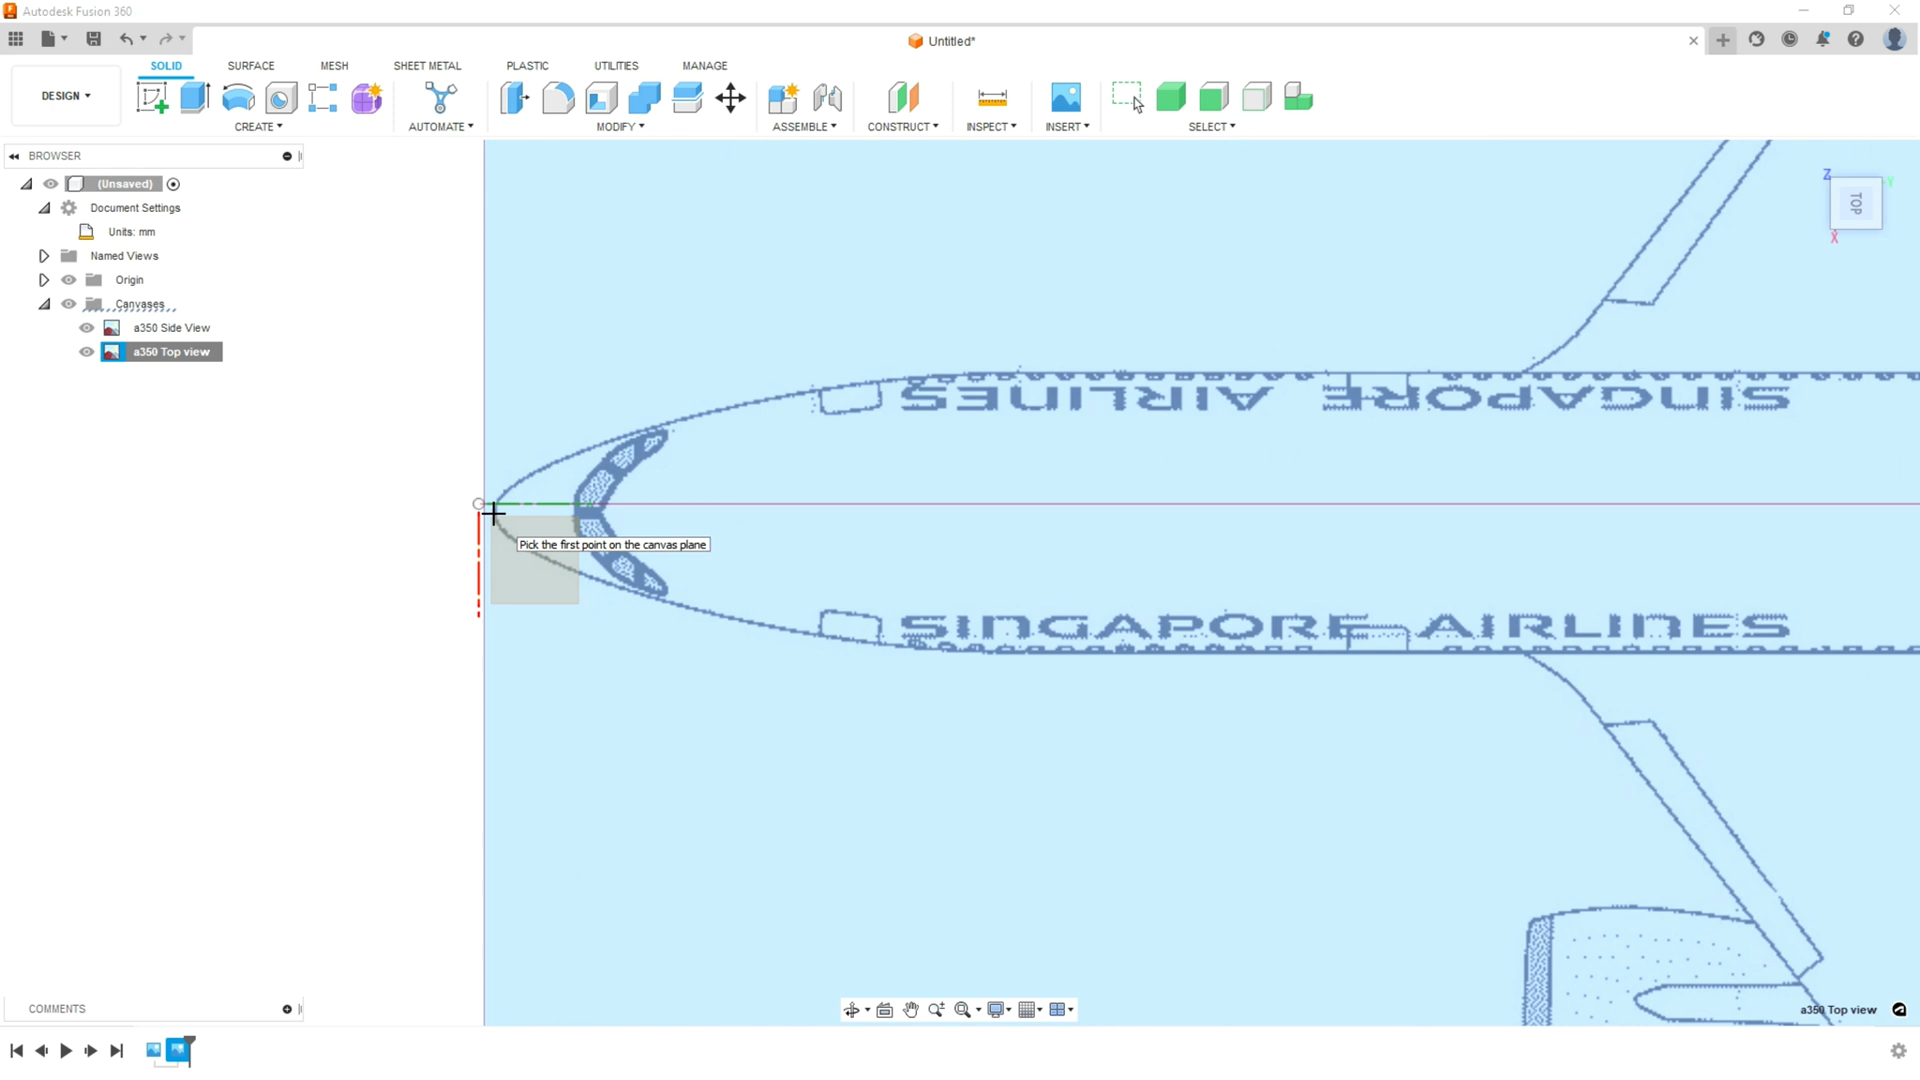 Autodesk Fusion 360
Untitled*
SOLID SURFACE MESH SHEET METAL PLASTIC UTILITIES MANAGE
DESIGN
CREATE AUTOMATE MODIFY ASSEMBLE CONSTRUCT INSPECT INSERT SELECT
BROWSER
(Unsaved)
Document Settings
Units: mm
Named Views
Origin
Canvases
a350 Side View
a350 Top view
Z Y
TOP
X
SINGAPORE AIRLINES
Pick the first point on the canvas plane
SINGAPORE AIRLINES
COMMENTS
a350 Top view